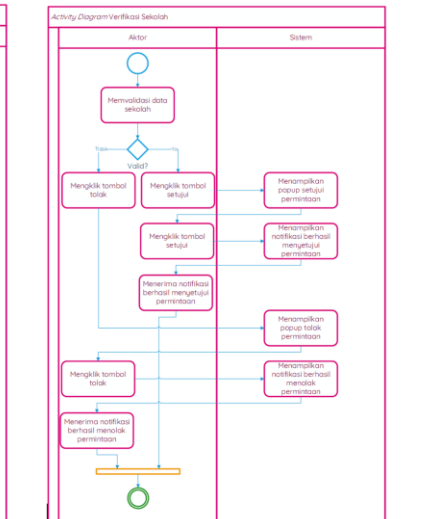 Activity Diagram Verifikasi Sekolah
Aktor
Sistem
Memvalidasi data
sekolah
Valid?
Mengklik tombol
tolak
Mengklik tombol
setujui
Menampilkan
popup setujui
permintaan
Mengklik tombol
setujui
Menampilkan
notifikasi berhasil
menyetujui
permintaan
Menerima notifikasi
berhasil menyetujui
permintaan
Menampilkan
popup tolak
permintaan
Mengklik tombol
tolak
Menampilkan
notifikasi berhasil
menolak
permintaan
Menerima notifikasi
berhasil menolak
permintaan